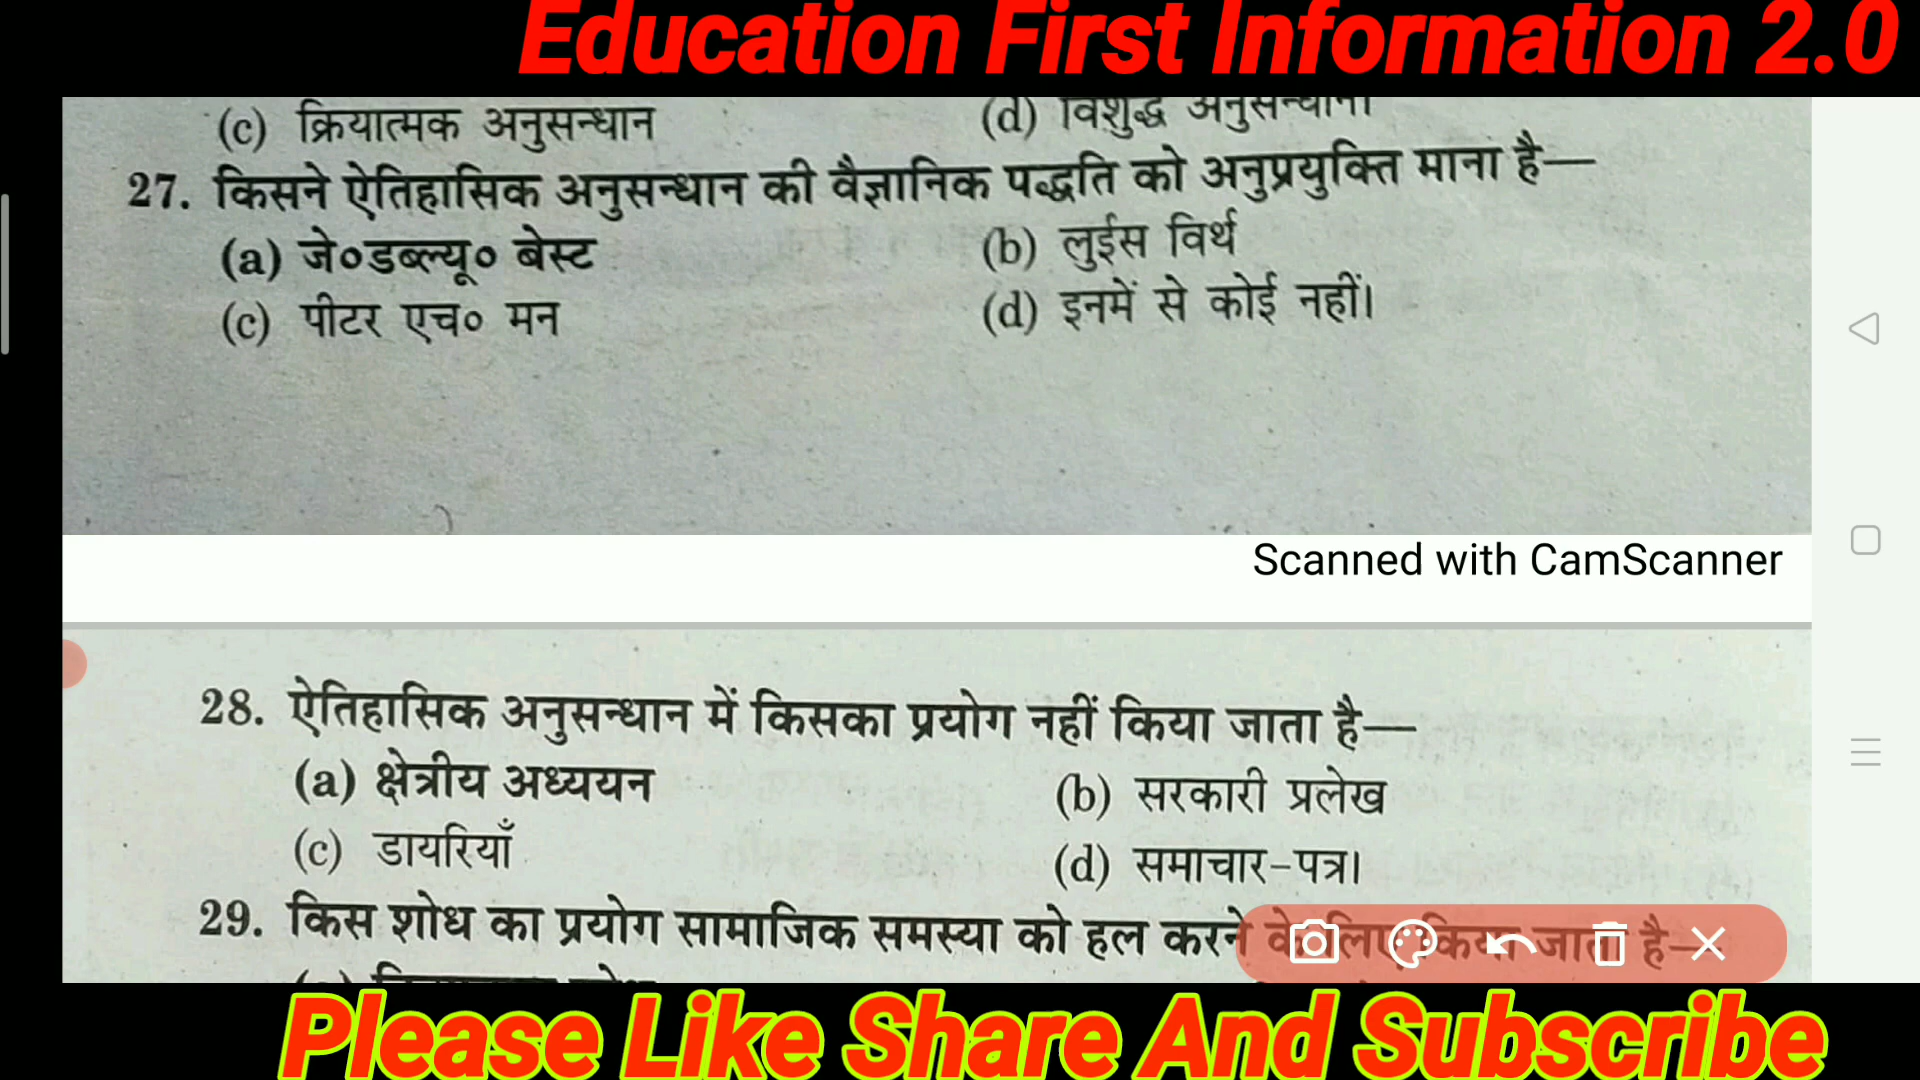 Education First Information 2.0
(c) क्रियात्मक अनुसन्धान (d) विशुद्ध अनुसन्धान।
27. किसने ऐतिहासिक अनुसन्धान की वैज्ञानिक पद्धति को अनुप्रयुक्ति माना है—
(a) जे०डब्ल्यू० बेस्ट (b) लुईस विर्थ
(c) पीटर एच० मन (d) इनमें से कोई नहीं।
Scanned with CamScanner
28. ऐतिहासिक अनुसन्धान में किसका प्रयोग नहीं किया जाता है—
(a) क्षेत्रीय अध्ययन (b) सरकारी प्रलेख
(c) डायरियाँ (d) समाचार-पत्र।
29. किस शोध का प्रयोग सामाजिक समस्या को हल करने के लिए किया जाता है—
Please Like Share And Subscribe